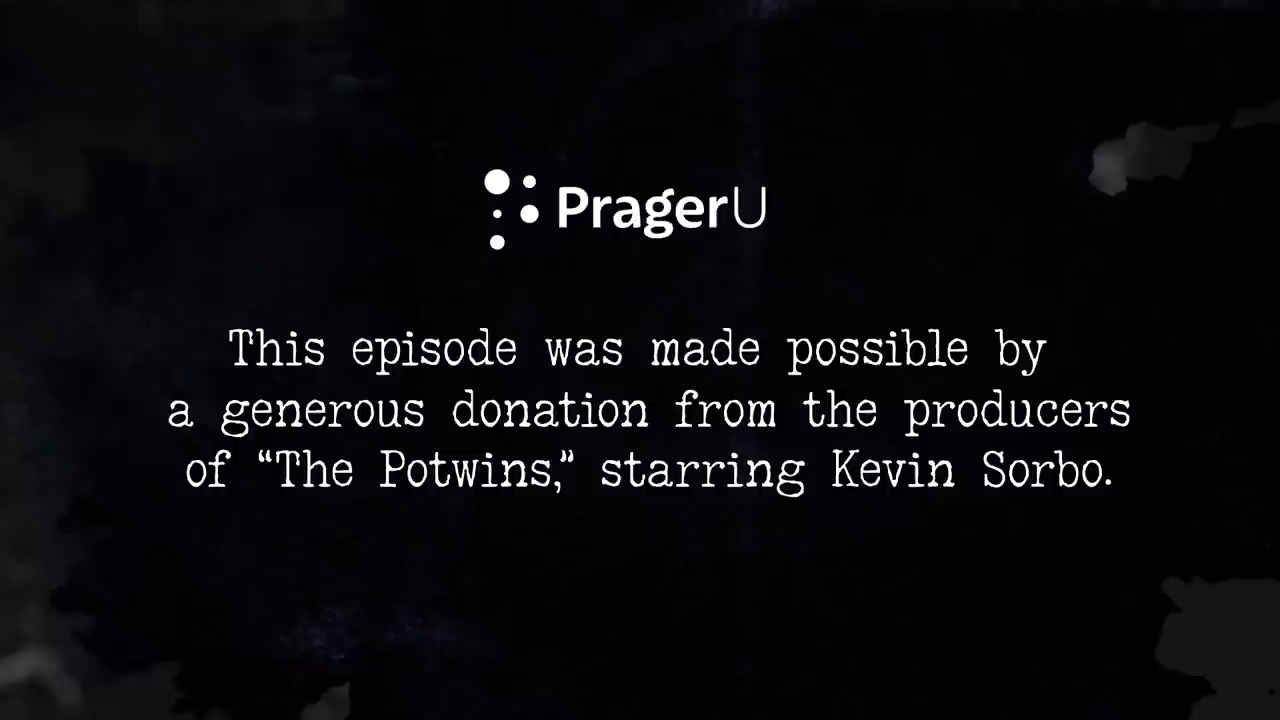 PragerU
This episode was made possible by
a generous donation from the producers
of “The Potwins,” starring Kevin Sorbo.